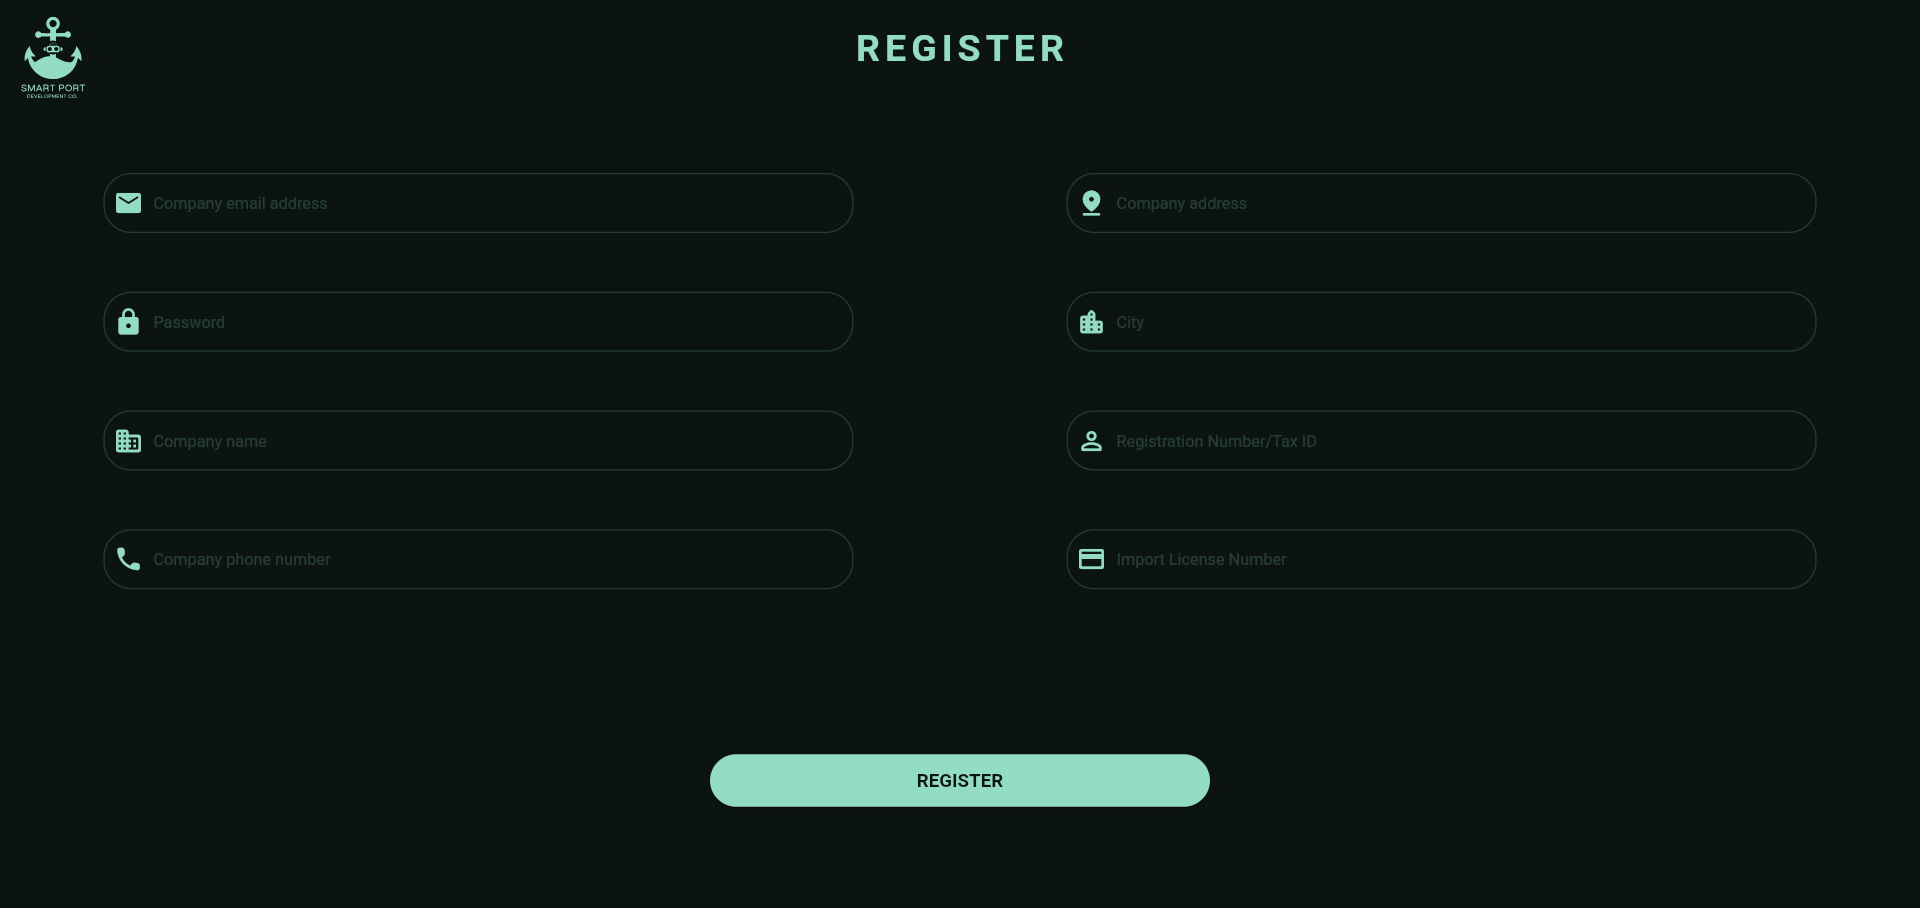 SMART PORT
DEVELOPMENT CO.
REGISTER
Company email address
Company address
Password
City
Company name
Registration Number/Tax ID
Company phone number
Import License Number
REGISTER